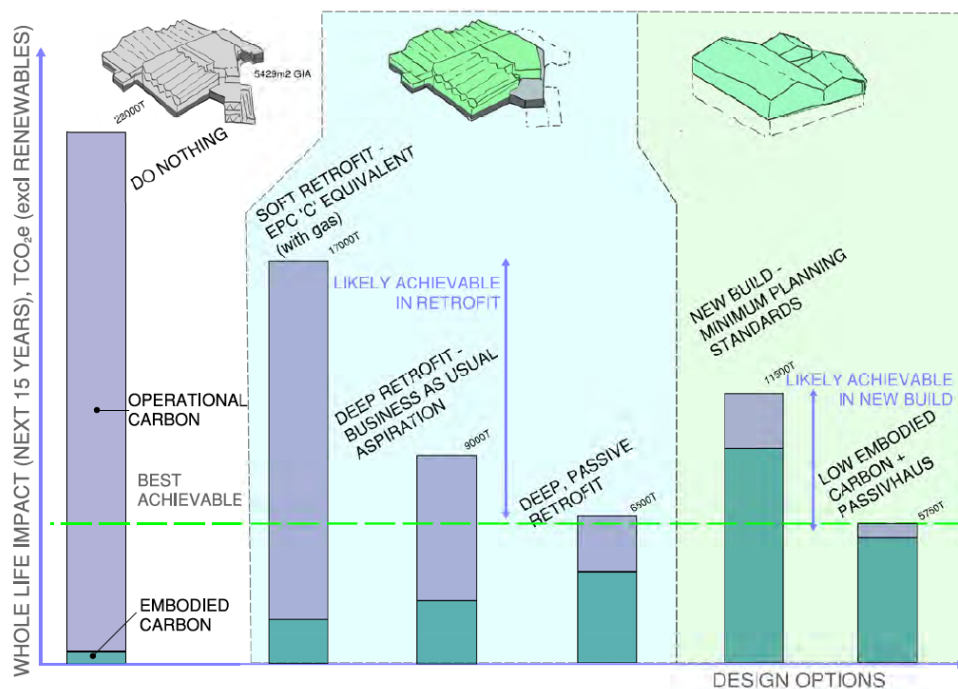 WHOLE LIFE IMPACT (NEXT 15 YEARS), TCO₂e (excl RENEWABLES)
5429m2 GIA
DO NOTHING
OPERATIONAL
CARBON
BEST
ACHIEVABLE
EMBODIED
CARBON
SOFT RETROFIT -
EPC 'C' EQUIVALENT
(with gas)
17000T
LIKELY ACHIEVABLE
IN RETROFIT
DEEP RETROFIT -
BUSINESS AS USUAL
ASPIRATION
9000T
DEEP, PASSIVE
RETROFIT
6500T
NEW BUILD -
MINIMUM PLANNING
STANDARDS
LIKELY ACHIEVABLE
IN NEW BUILD
LOW EMBODIED
CARBON +
PASSIVHAUS
5750T
DESIGN OPTIONS